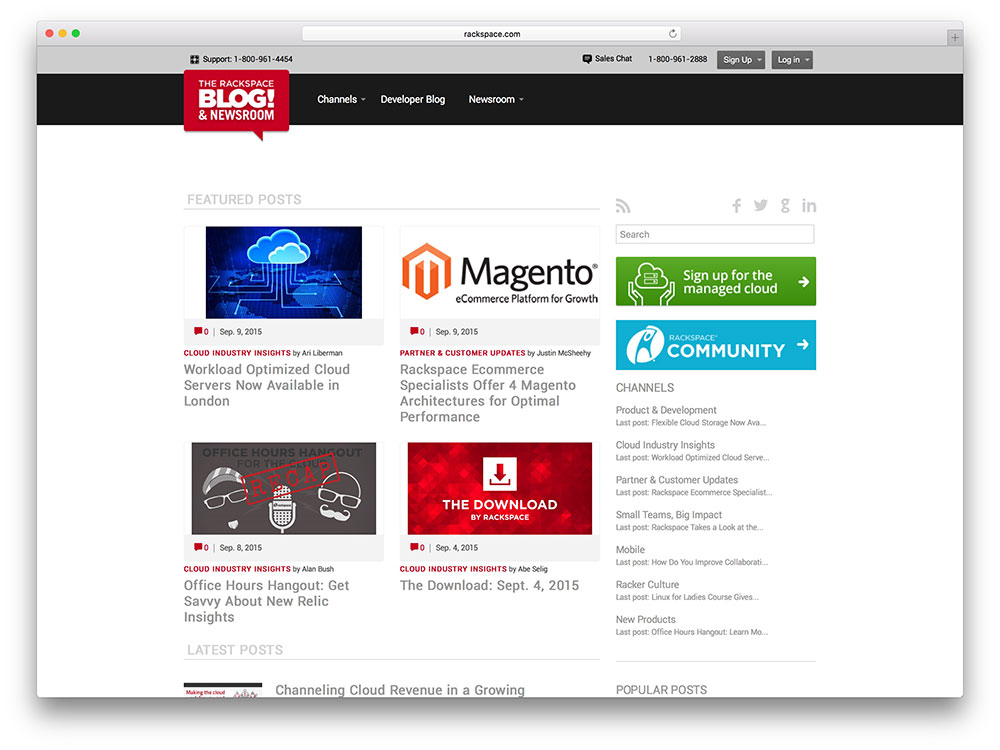 rackspace.com
Support: 1-800-961-4454
Sales Chat
1-800-961-2888
Sign Up
Log in
THE RACKSPACE
BLOG!
& NEWSROOM
Channels
Developer Blog
Newsroom
FEATURED POSTS
Magento®
eCommerce Platform for Growth
0 | Sep. 9, 2015
CLOUD INDUSTRY INSIGHTS by Ari Liberman
Workload Optimized Cloud
Servers Now Available in
London
0 | Sep. 9, 2015
PARTNER & CUSTOMER UPDATES by Justin McSheehy
Rackspace Ecommerce
Specialists Offer 4 Magento
Architectures for Optimal
Performance
OFFICE HOURS HANGOUT
FOR THE CLOUD
RECAP
0 | Sep. 8, 2015
CLOUD INDUSTRY INSIGHTS by Alan Bush
Office Hours Hangout: Get
Savvy About New Relic
Insights
THE DOWNLOAD
BY RACKSPACE
0 | Sep. 4, 2015
CLOUD INDUSTRY INSIGHTS by Abe Selig
The Download: Sept. 4, 2015
LATEST POSTS
Making the cloud
Channeling Cloud Revenue in a Growing
Search
Sign up for the
managed cloud
RACKSPACE®
COMMUNITY
CHANNELS
Product & Development
Last post: Flexible Cloud Storage Now Ava...
Cloud Industry Insights
Last post: Workload Optimized Cloud Serve...
Partner & Customer Updates
Last post: Rackspace Ecommerce Specialist...
Small Teams, Big Impact
Last post: Rackspace Takes a Look at the...
Mobile
Last post: How Do You Improve Collaborati...
Racker Culture
Last post: Linux for Ladies Course Gives...
New Products
Last post: Office Hours Hangout: Learn Mo...
POPULAR POSTS